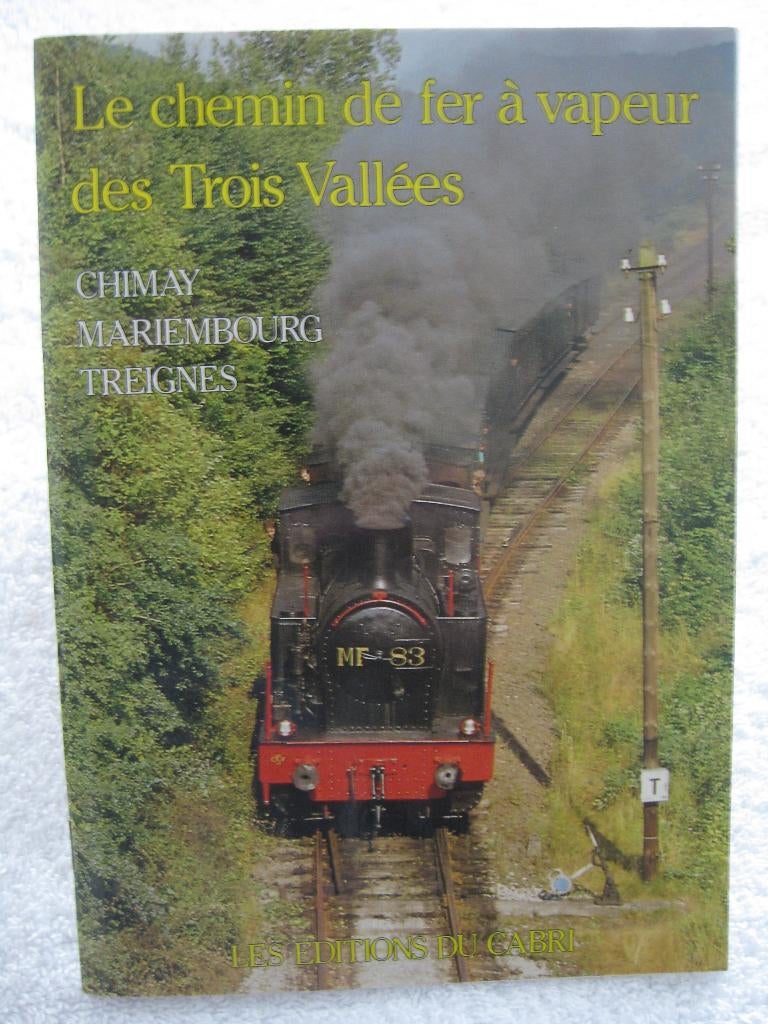 Le chemin de fer à vapeur
des Trois Vallées
CHIMAY
MARIEMBOURG
TREIGNES
MF 83
T
LES EDITIONS DU CABRI